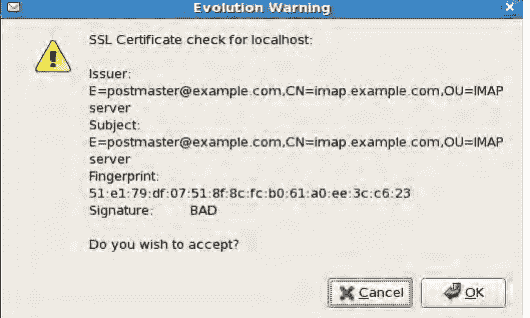 Evolution Warning
SSL Certificate check for localhost:
Issuer:
E=postmaster@example.com,CN=imap.example.com,OU=IMAP
server
Subject:
E=postmaster@example.com,CN=imap.example.com,OU=IMAP
server
Fingerprint:
51:e1:79:df:07:51:8f:8c:fc:b0:61:a0:ee:3c:c6:23
Signature: BAD
Do you wish to accept?
Cancel OK